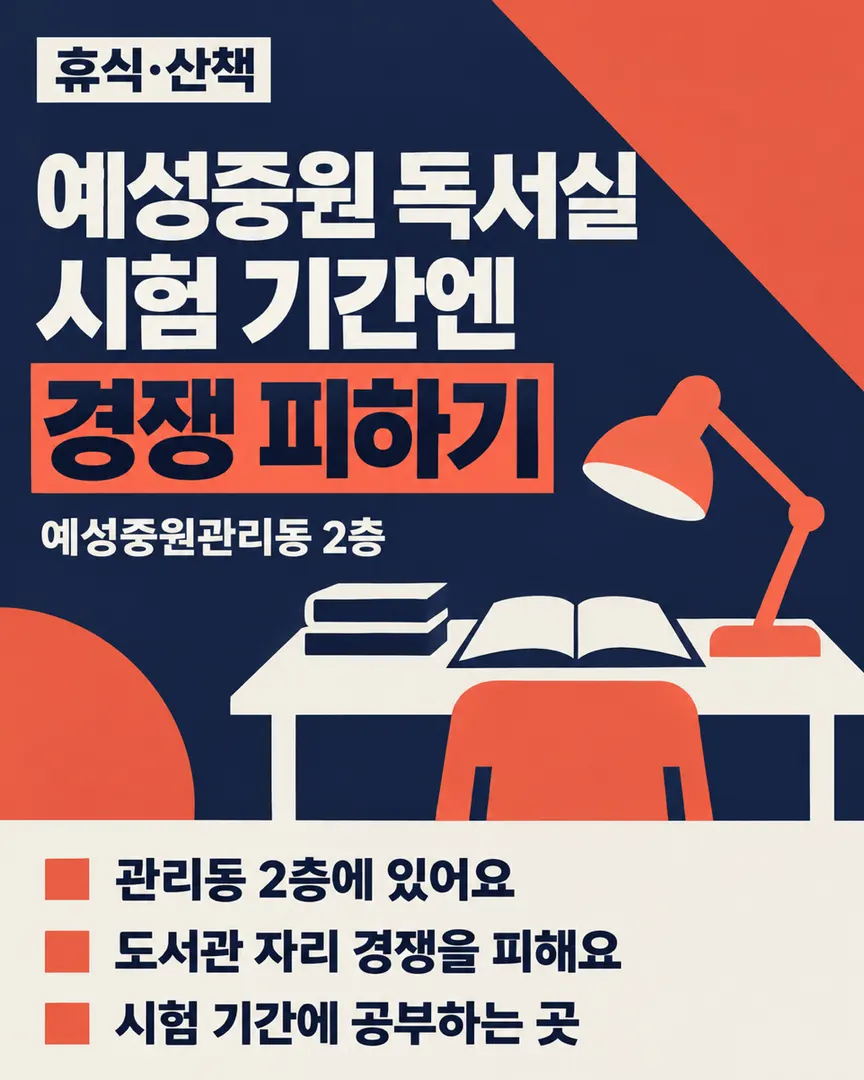 휴식·산책
예성중원 독서실
시험 기간엔
경쟁 피하기
예성중원관리동 2층
관리동 2층에 있어요
도서관 자리 경쟁을 피해요
시험 기간에 공부하는 곳